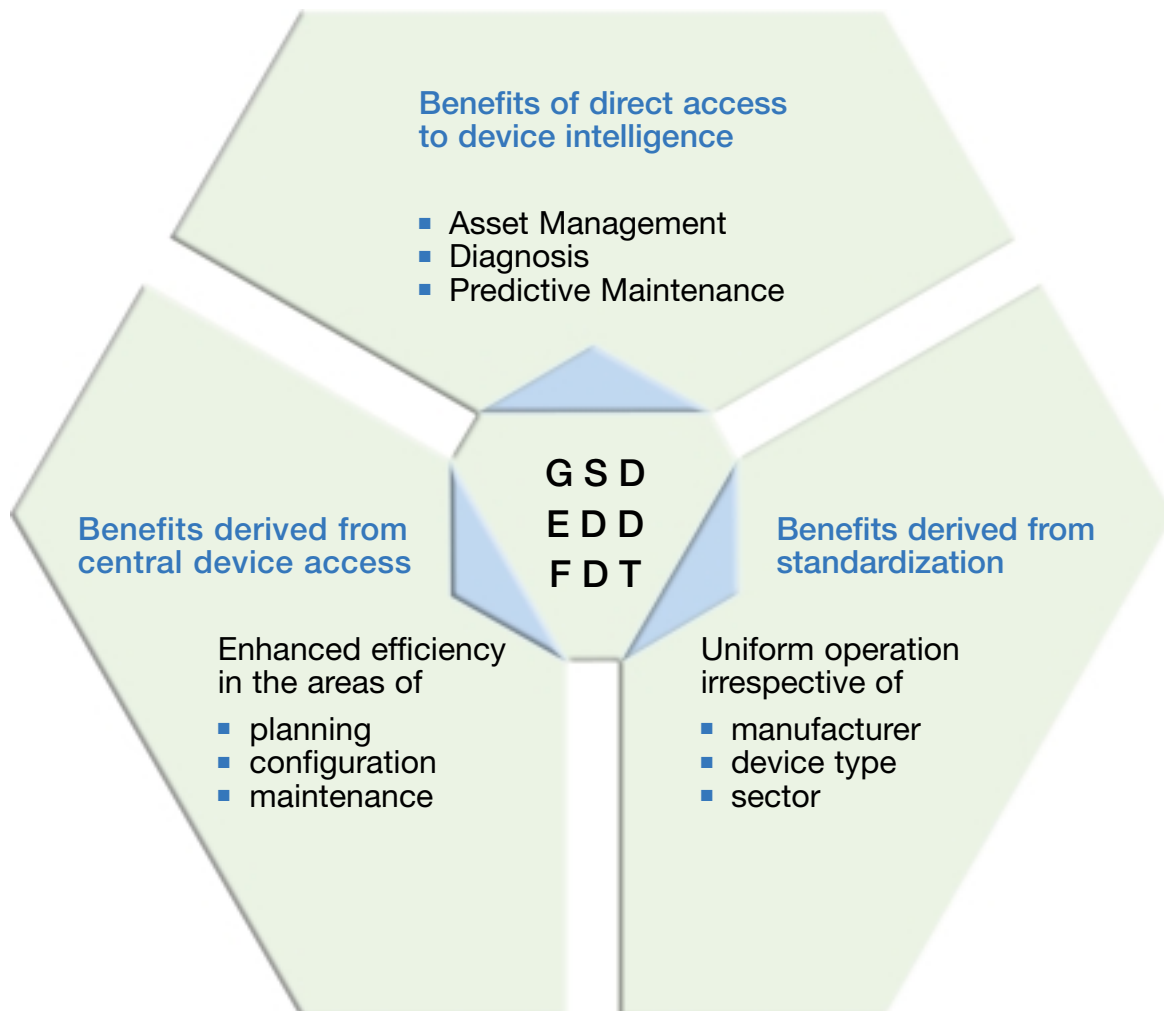 Benefits of direct access
to device intelligence
▪ Asset Management
▪ Diagnosis
▪ Predictive Maintenance
G S D
E D D
F D T
Benefits derived from
central device access
Enhanced efficiency
in the areas of
▪ planning
▪ configuration
▪ maintenance
Benefits derived from
standardization
Uniform operation
irrespective of
▪ manufacturer
▪ device type
▪ sector